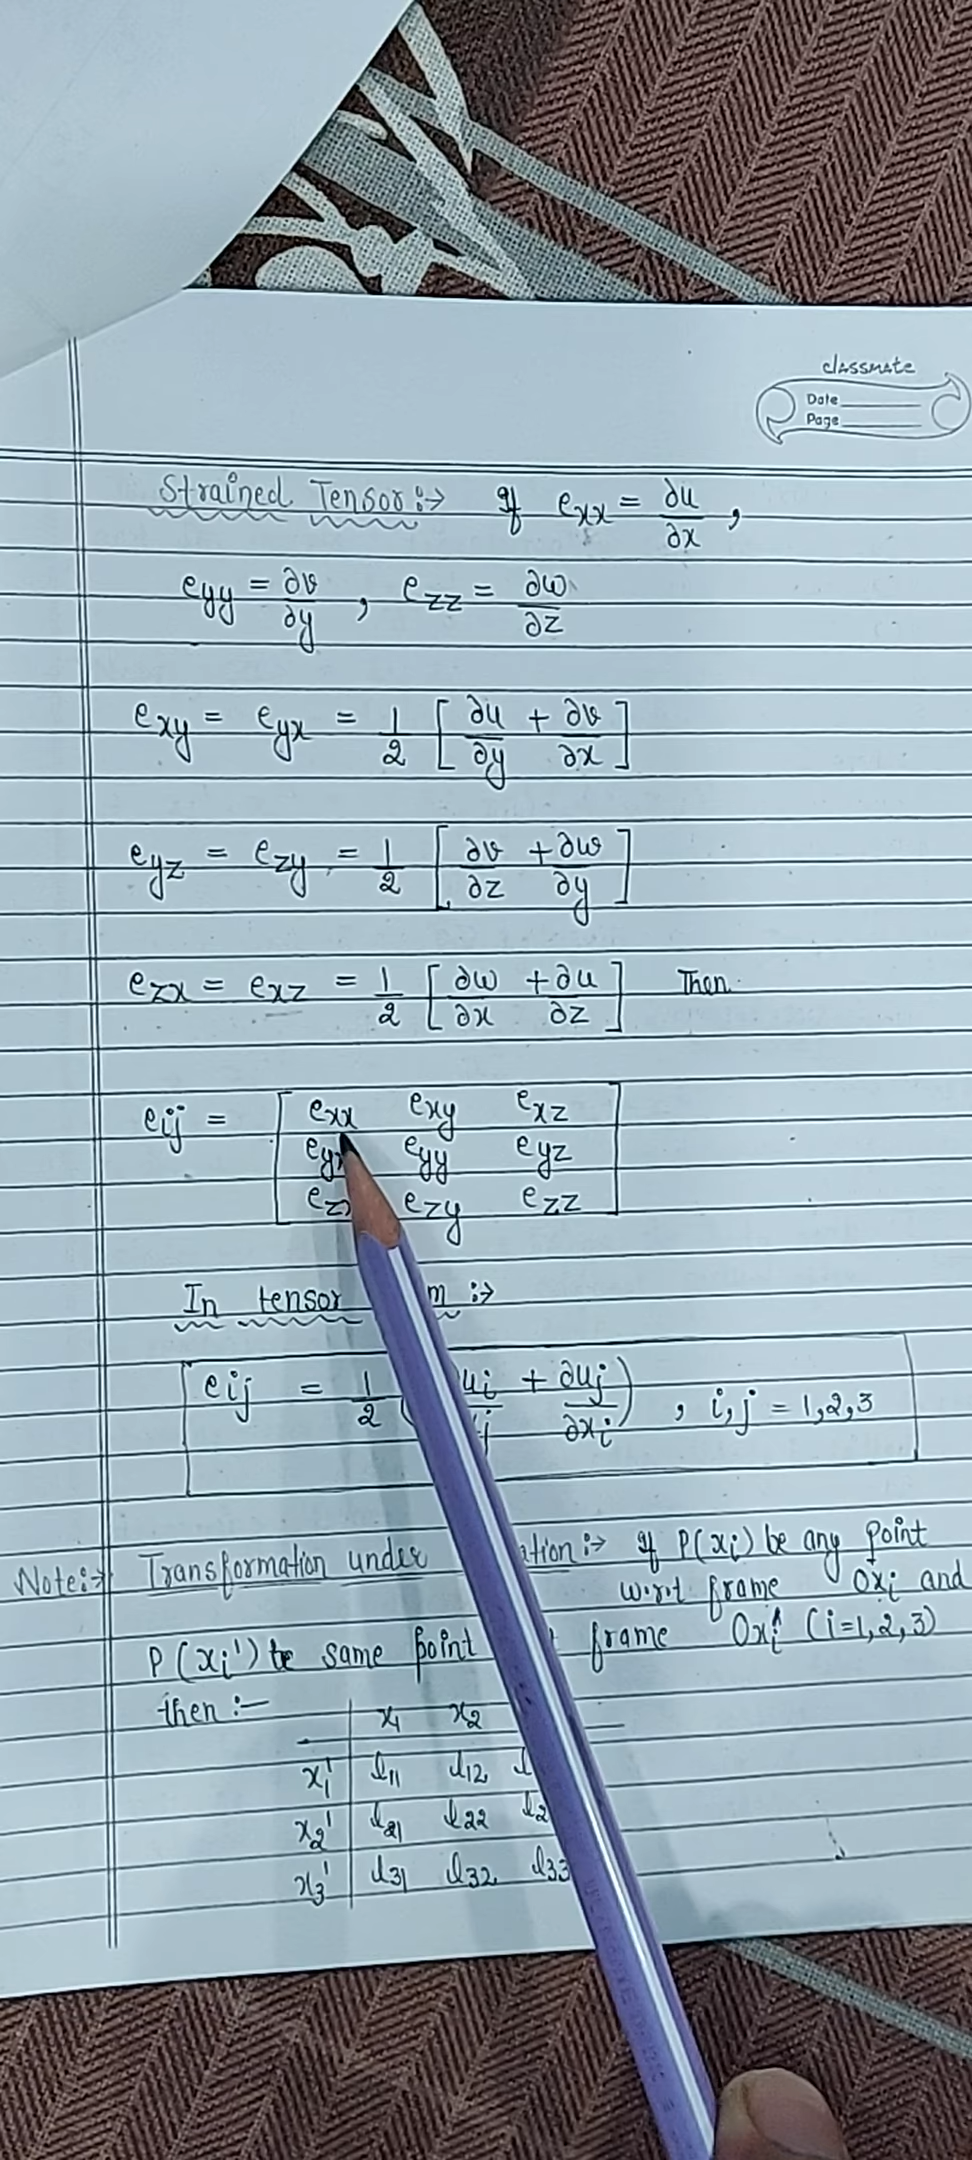 classmate
Date
Page
Strained Tensor :→ If exx = ∂u/∂x ,
eyy = ∂v/∂y , ezz = ∂w/∂z
exy = eyx = 1/2 [∂u/∂y + ∂v/∂x]
eyz = ezy = 1/2 [∂v/∂z + ∂w/∂y]
ezx = exz = 1/2 [∂w/∂x + ∂u/∂z] Then
eij = [ exx exy exz
eyy eyz
ezy ezz ]
In tensor :→
eij = 1/2 ( + ∂uj/∂xi) , i,j = 1,2,3
Note :→ Transformation under :→ If P(xi) be any point
w.r.t frame Oxi and
P(xi') be same point frame Oxi' (i=1,2,3)
then :—
x1 x2
x1' l11 l12
x2' l21 l22
x3' l31 l32 l33